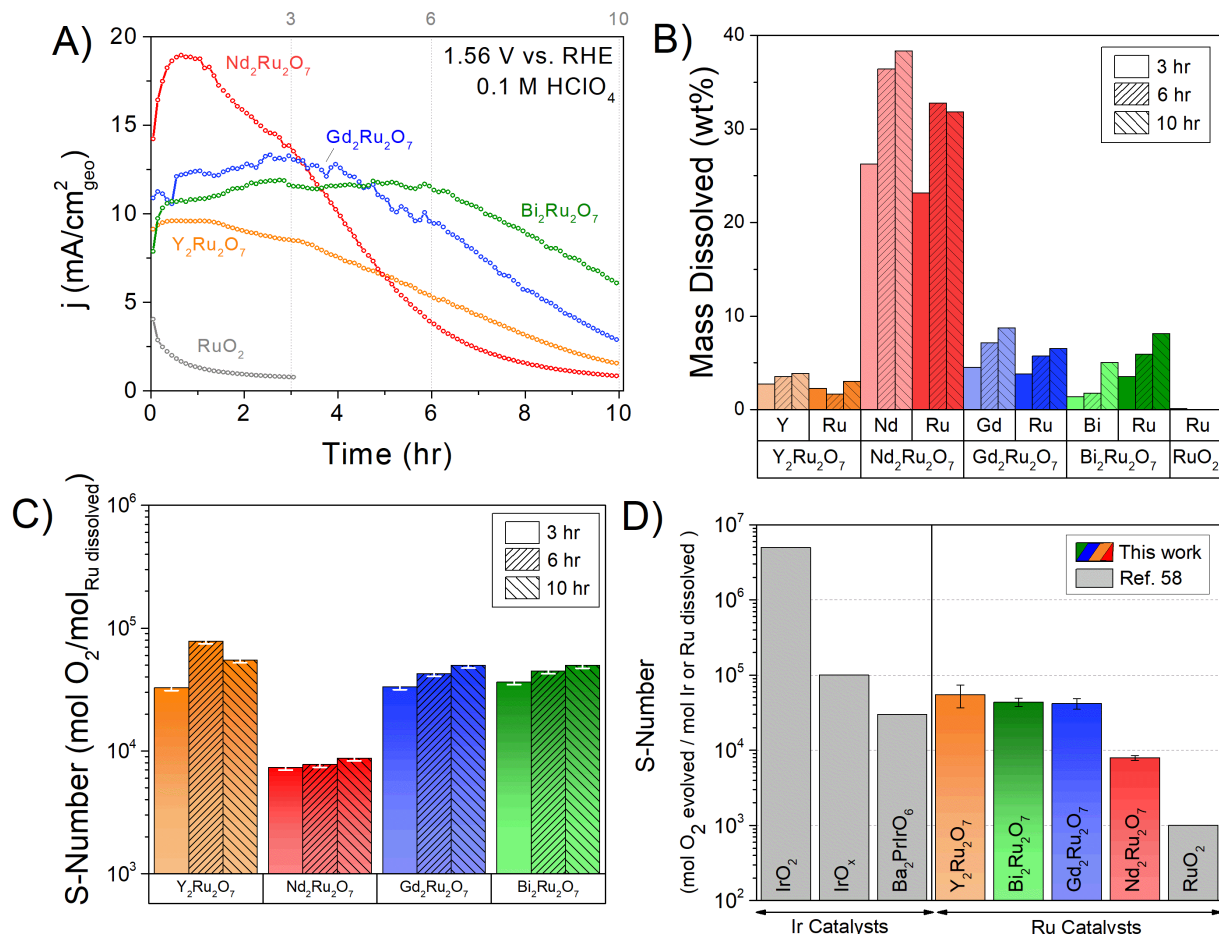 A)
3
6
10
20
15
10
5
0
j (mA/cm²geo)
1.56 V vs. RHE
0.1 M HClO₄
Nd₂Ru₂O₇
Gd₂Ru₂O₇
Bi₂Ru₂O₇
Y₂Ru₂O₇
RuO₂
0
2
4
6
8
10
Time (hr)
B)
40
30
20
10
0
Mass Dissolved (wt%)
3 hr
6 hr
10 hr
Y
Ru
Nd
Ru
Gd
Ru
Bi
Ru
Ru
Y₂Ru₂O₇
Nd₂Ru₂O₇
Gd₂Ru₂O₇
Bi₂Ru₂O₇
RuO₂
C)
10⁶
10⁵
10⁴
10³
S-Number (mol O₂/mol Ru dissolved)
3 hr
6 hr
10 hr
Y₂Ru₂O₇
Nd₂Ru₂O₇
Gd₂Ru₂O₇
Bi₂Ru₂O₇
D)
10⁷
10⁶
10⁵
10⁴
10³
10²
S-Number
(mol O₂ evolved / mol Ir or Ru dissolved )
This work
Ref. 58
IrO₂
IrOₓ
Ba₂PrIrO₆
Y₂Ru₂O₇
Bi₂Ru₂O₇
Gd₂Ru₂O₇
Nd₂Ru₂O₇
RuO₂
Ir Catalysts
Ru Catalysts